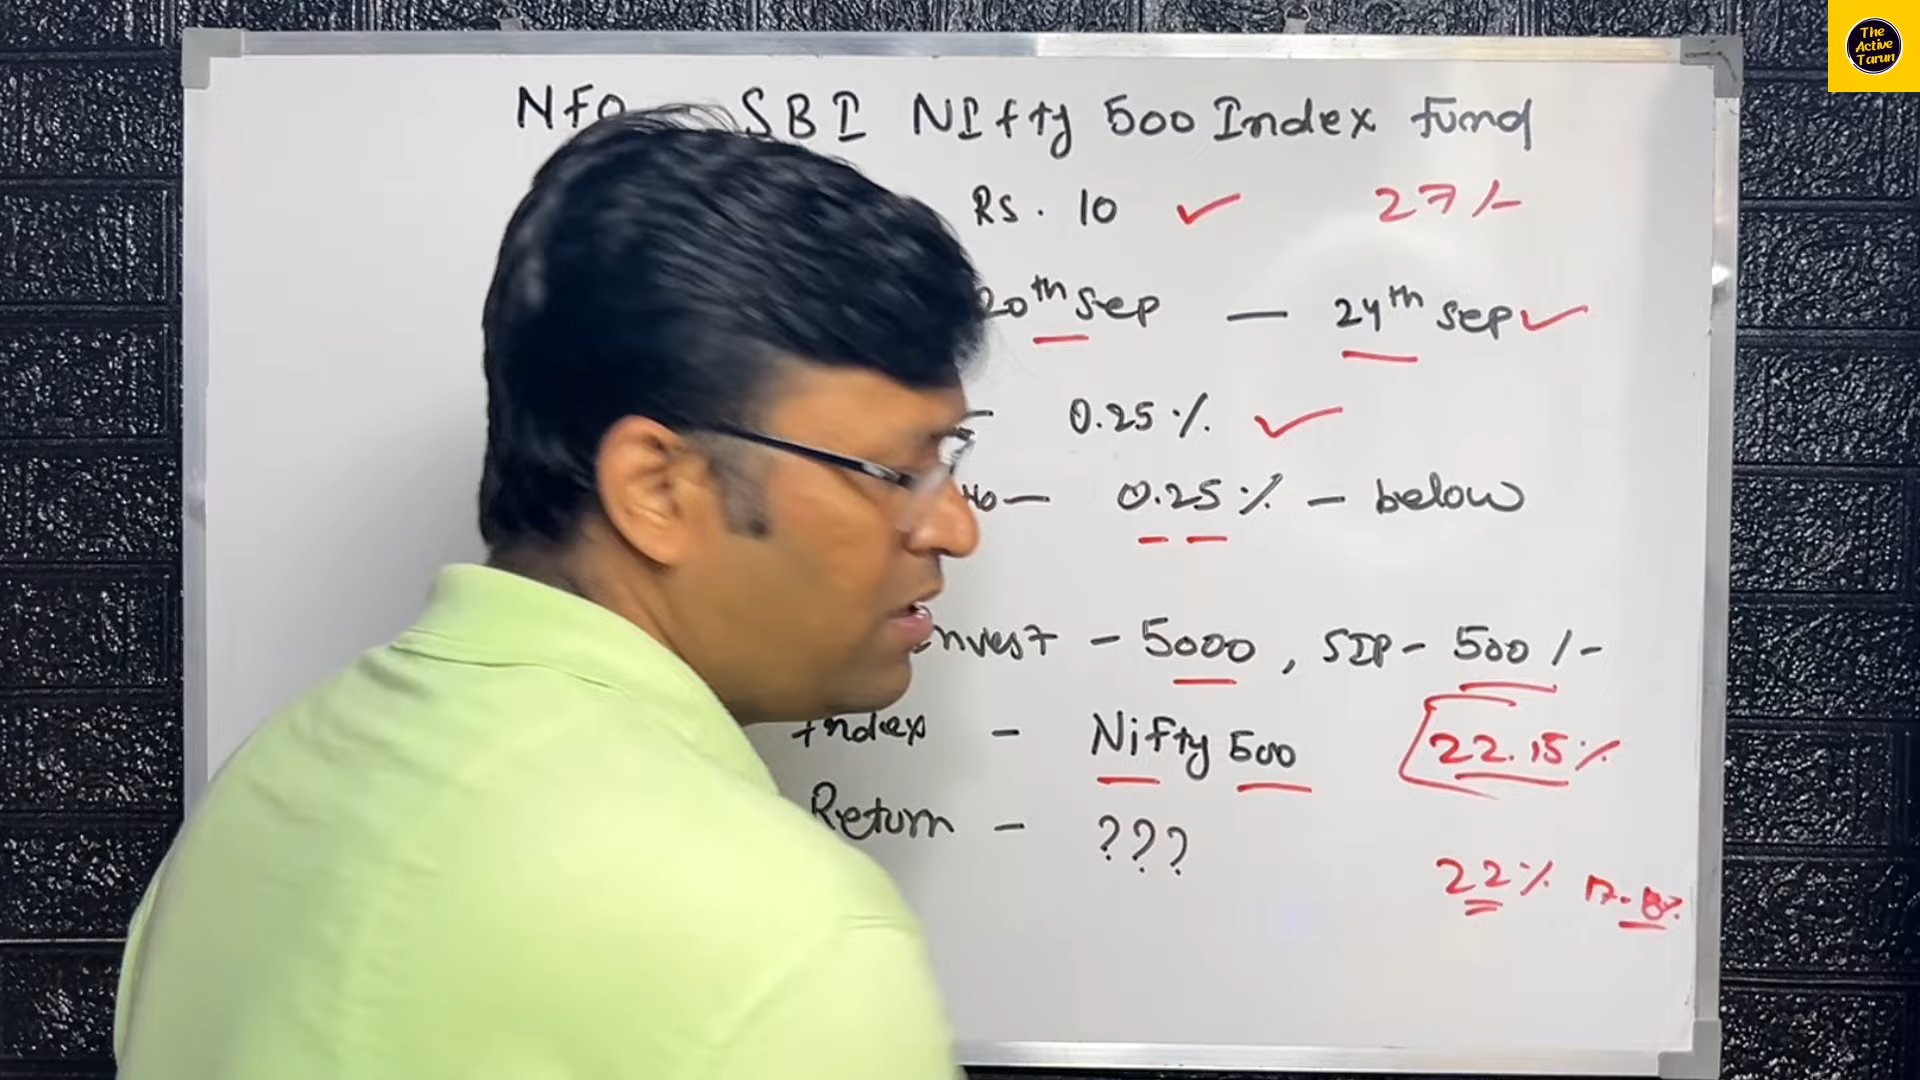 The
Active
Tarun
NFO SBI NIfty 500 Index fund
Rs. 10 27/-
20th Sep — 24th Sep
- 0.25%
— 0.25% - below
invest - 5000, SIP - 500/-
Index - Nifty 500 22.15%
Return - ???
22%